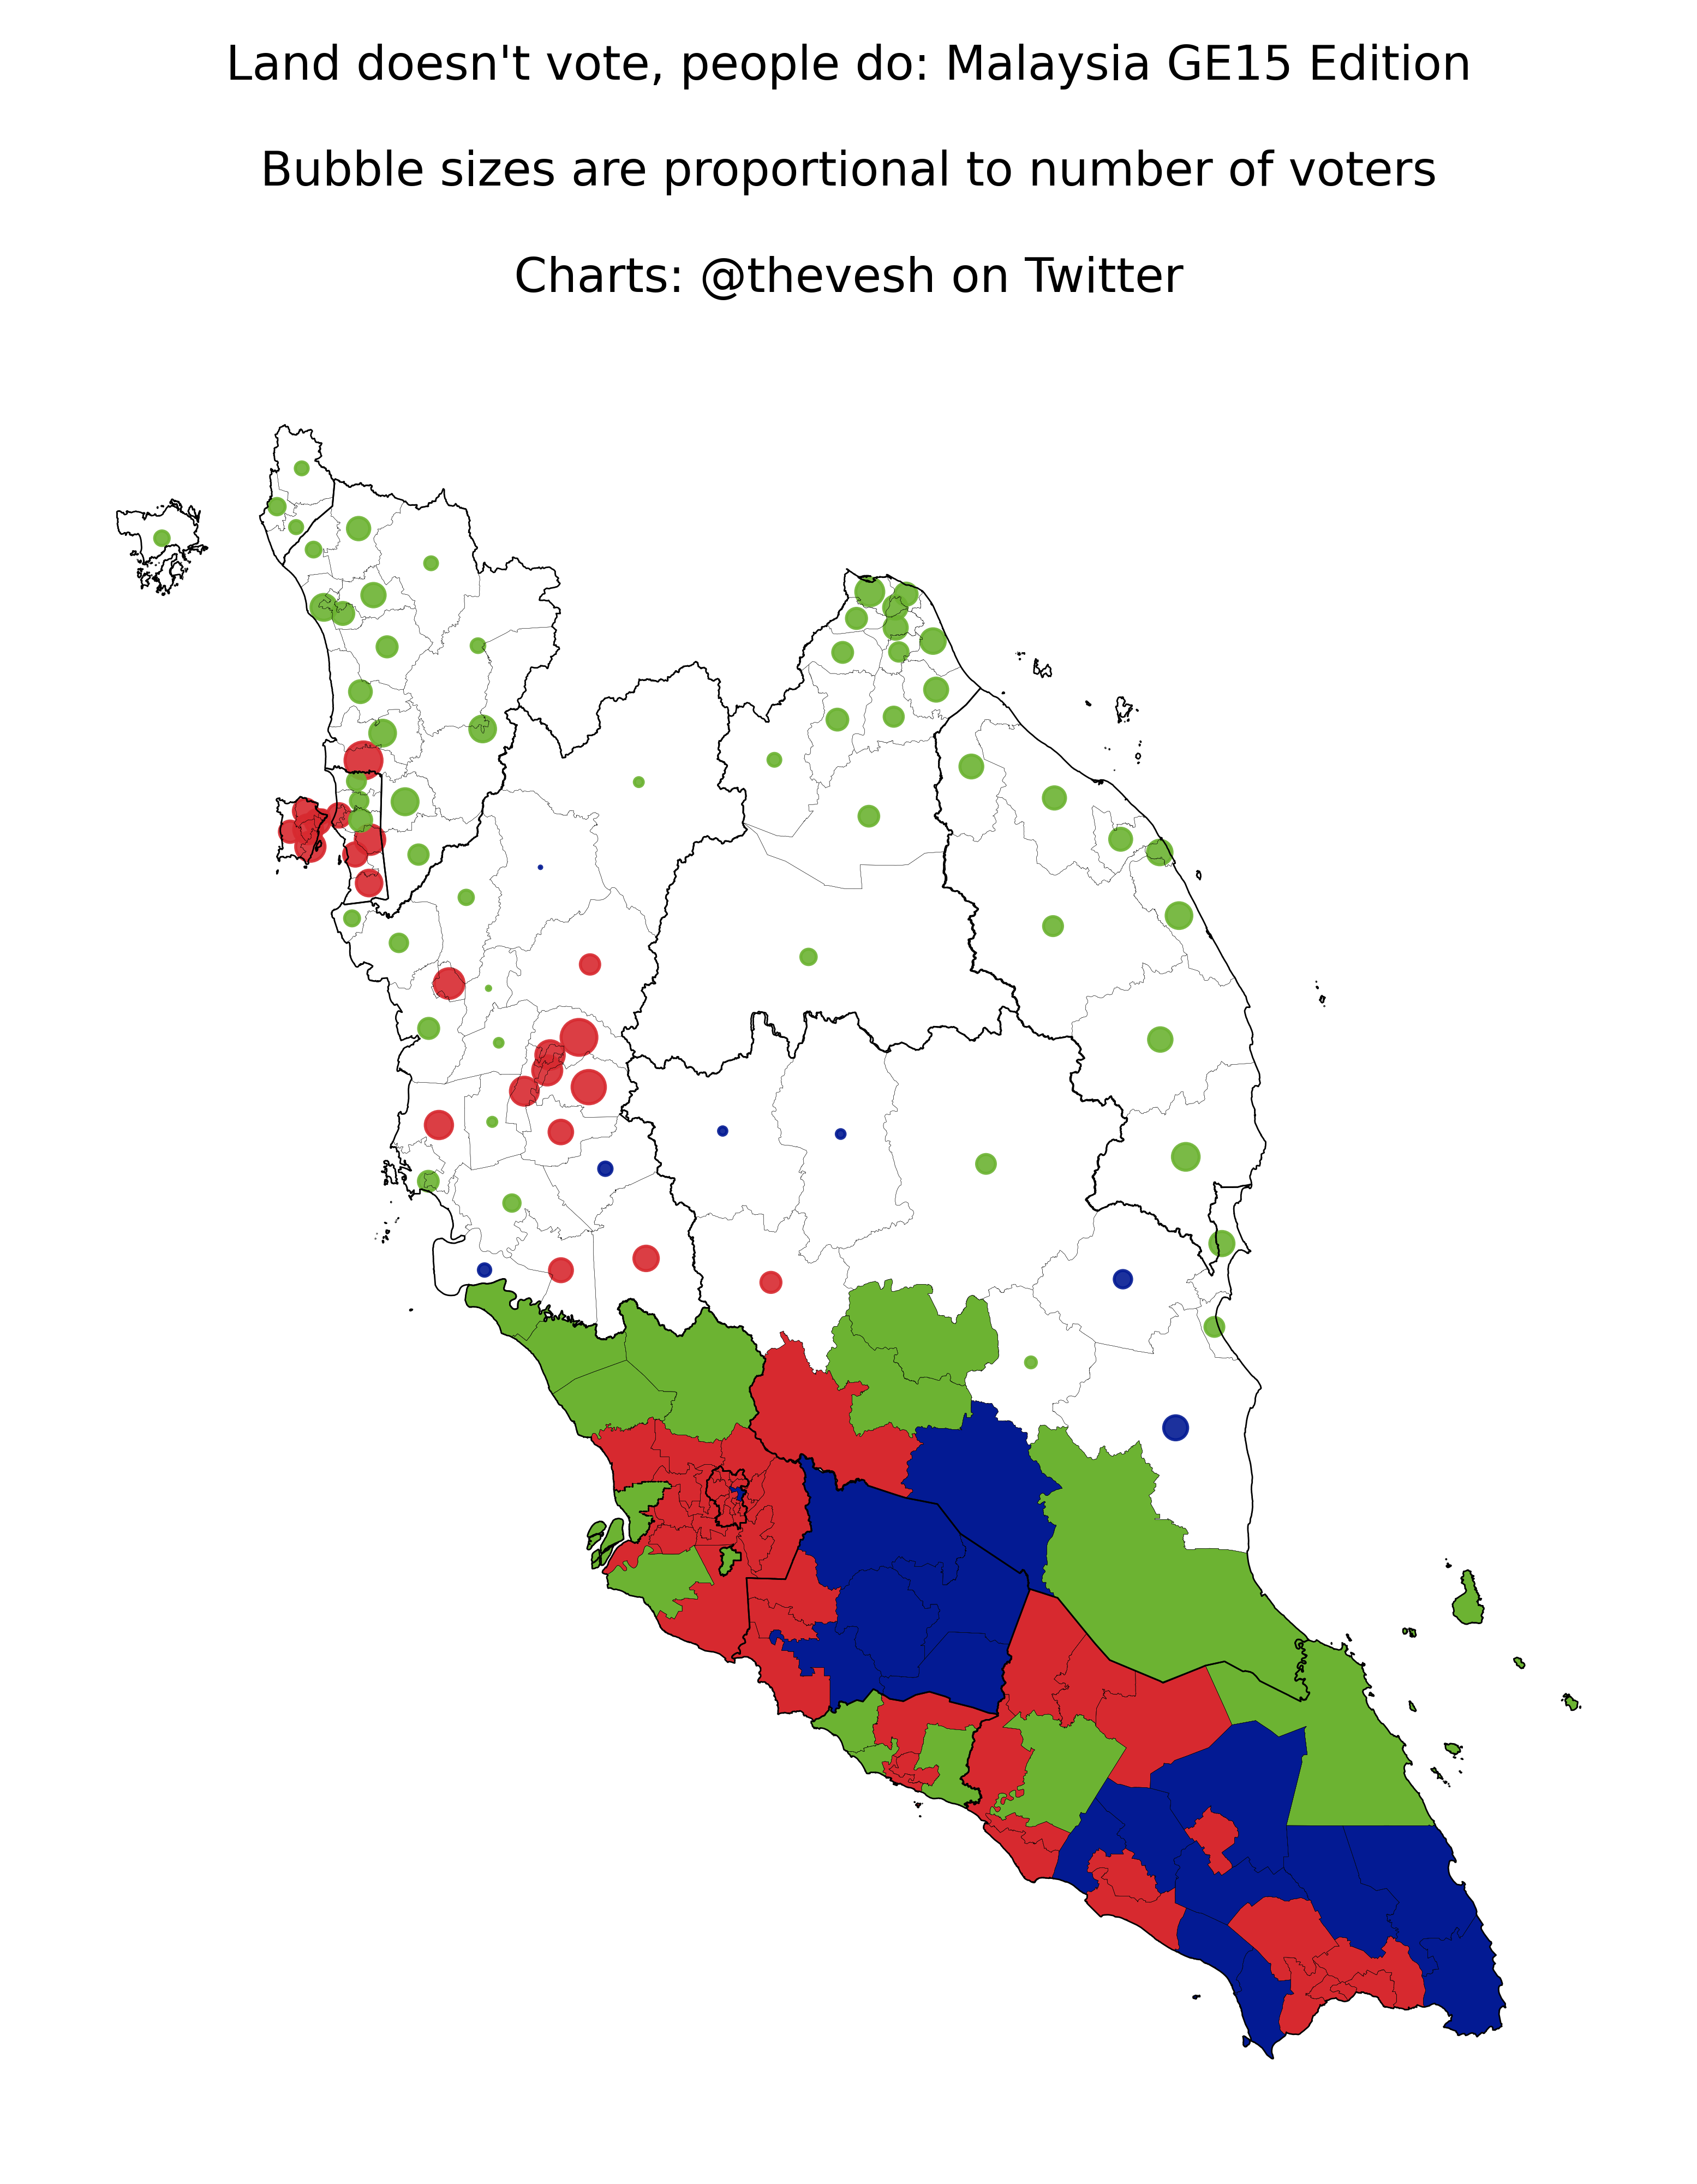 Land doesn't vote, people do: Malaysia GE15 Edition
Bubble sizes are proportional to number of voters
Charts: @thevesh on Twitter